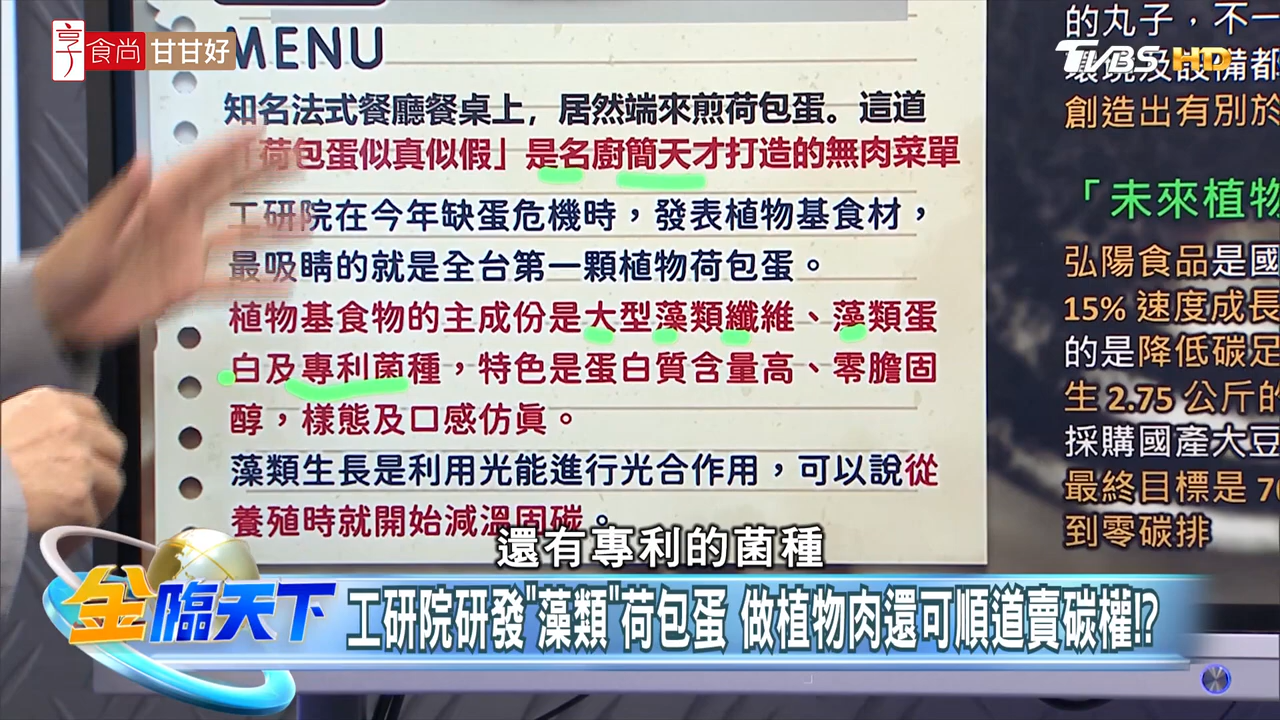 享
食尚 甘甘好
TVBS HD
MENU
知名法式餐廳餐桌上，居然端來煎荷包蛋。這道
「荷包蛋似真似假」是名廚簡天才打造的無肉菜單
工研院在今年缺蛋危機時，發表植物基食材，
最吸睛的就是全台第一顆植物荷包蛋。
植物基食物的主成份是大型藻類纖維、藻類蛋
白及專利菌種，特色是蛋白質含量高、零膽固
醇，樣態及口感仿真。
藻類生長是利用光能進行光合作用，可以說從
養殖時就開始減溫固碳。
的丸子，不一
環境及設備都
創造出有別於
「未來植物
弘陽食品是國
15% 速度成長
的是降低碳足
生 2.75 公斤的
採購國產大豆
最終目標是 70
到零碳排
還有專利的菌種
金臨天下
工研院研發"藻類"荷包蛋 做植物肉還可順道賣碳權!?